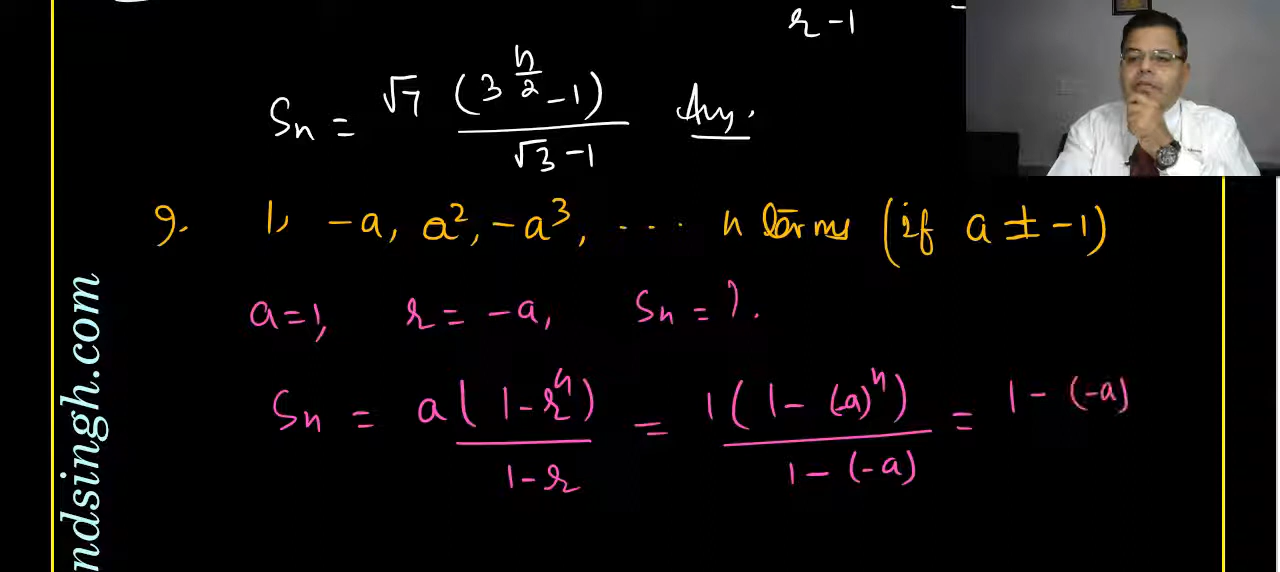 r-1
Sn = √7 (3^(n/2) - 1) / (√3 - 1) Ans.
9. 1, -a, a², -a³, .... n terms (if a ≠ -1)
a=1, r = -a, Sn = ?.
Sn = a(1-r^n) / (1-r) = 1(1-(-a)^n) / (1-(-a)) = 1-(-a)
ndsingh.com